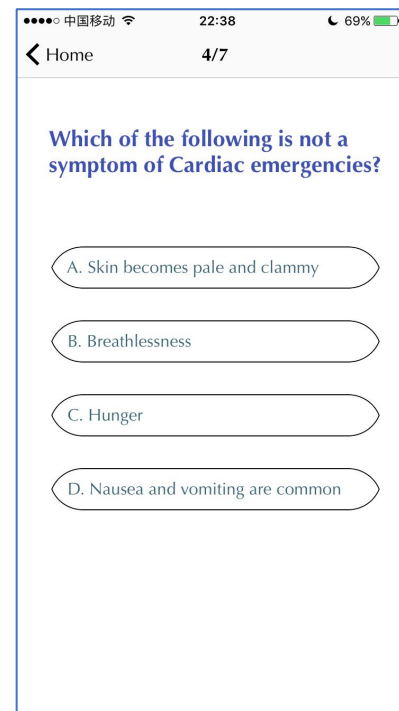 中国移动 22:38 69%
Home 4/7
Which of the following is not a
symptom of Cardiac emergencies?
A. Skin becomes pale and clammy
B. Breathlessness
C. Hunger
D. Nausea and vomiting are common